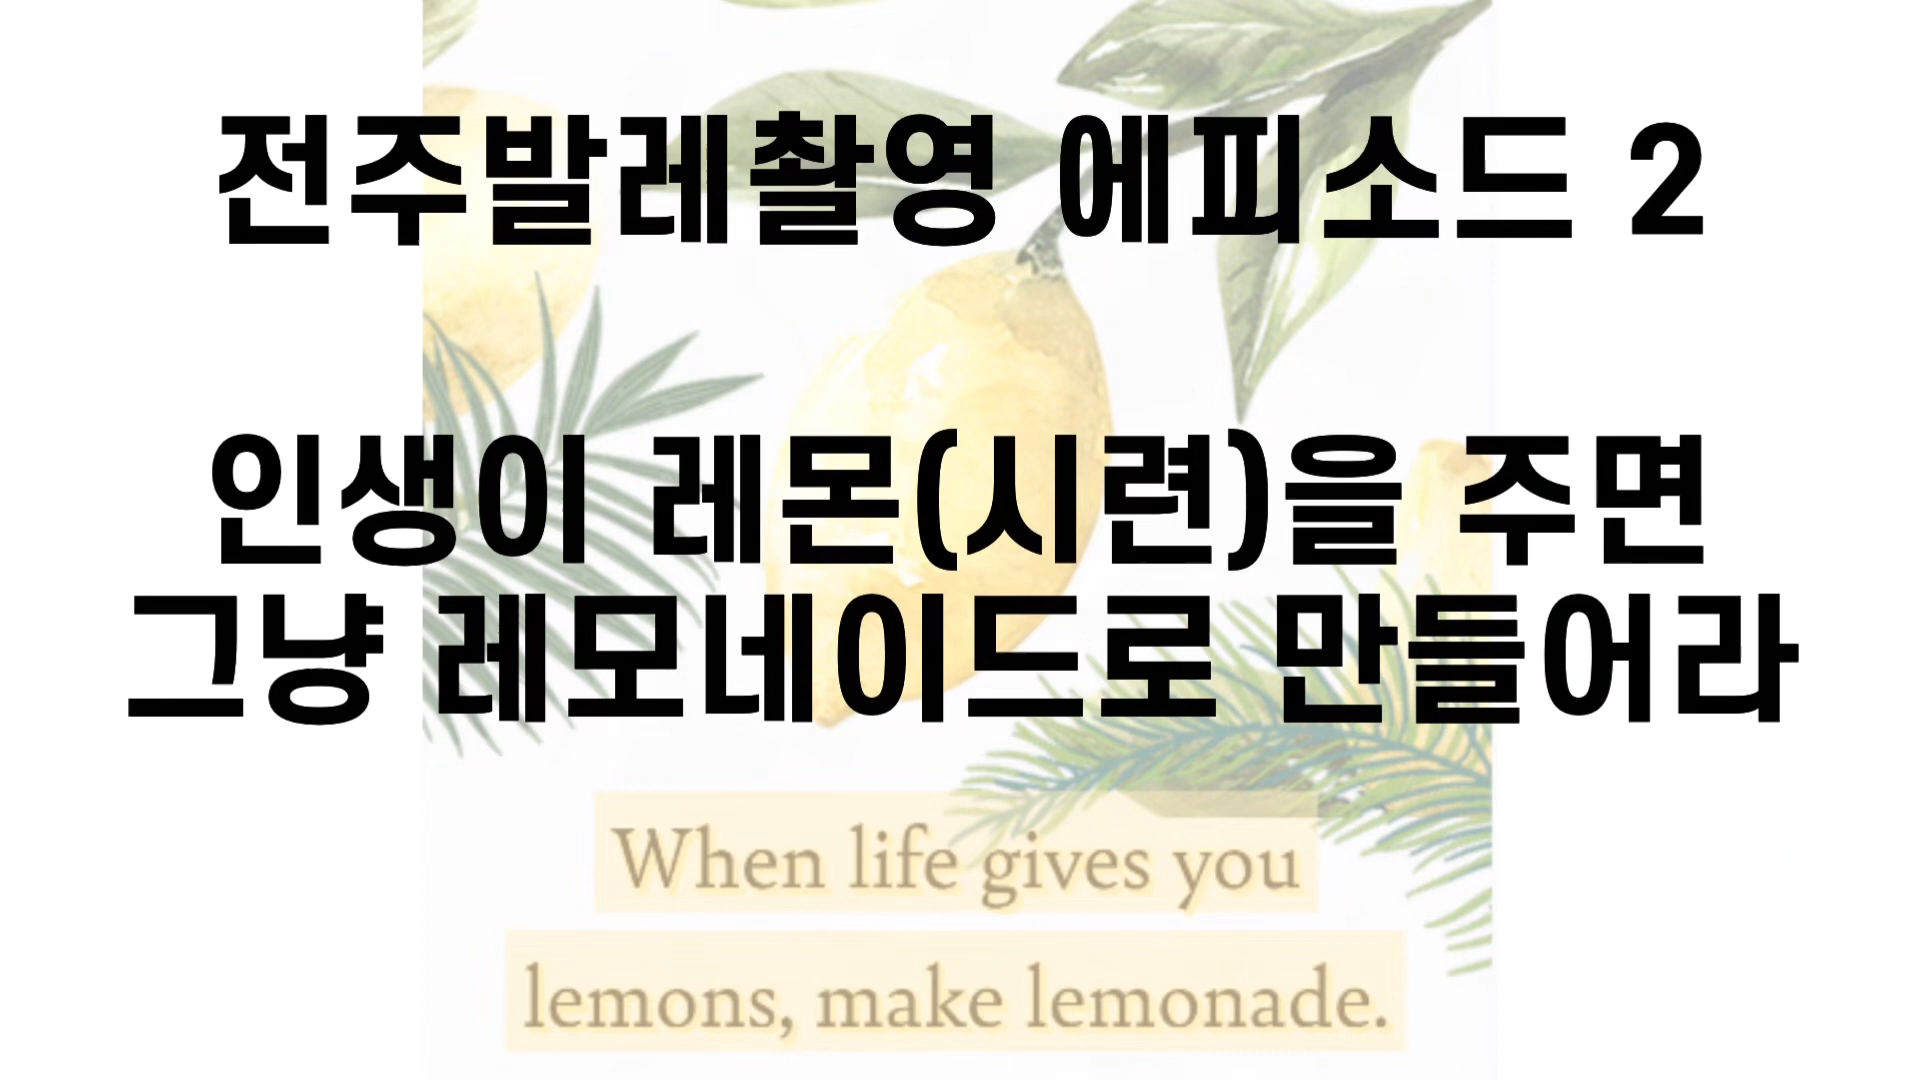 전주발레촬영 에피소드 2
인생이 레몬(시련)을 주면
그냥 레모네이드로 만들어라
When life gives you
lemons, make lemonade.